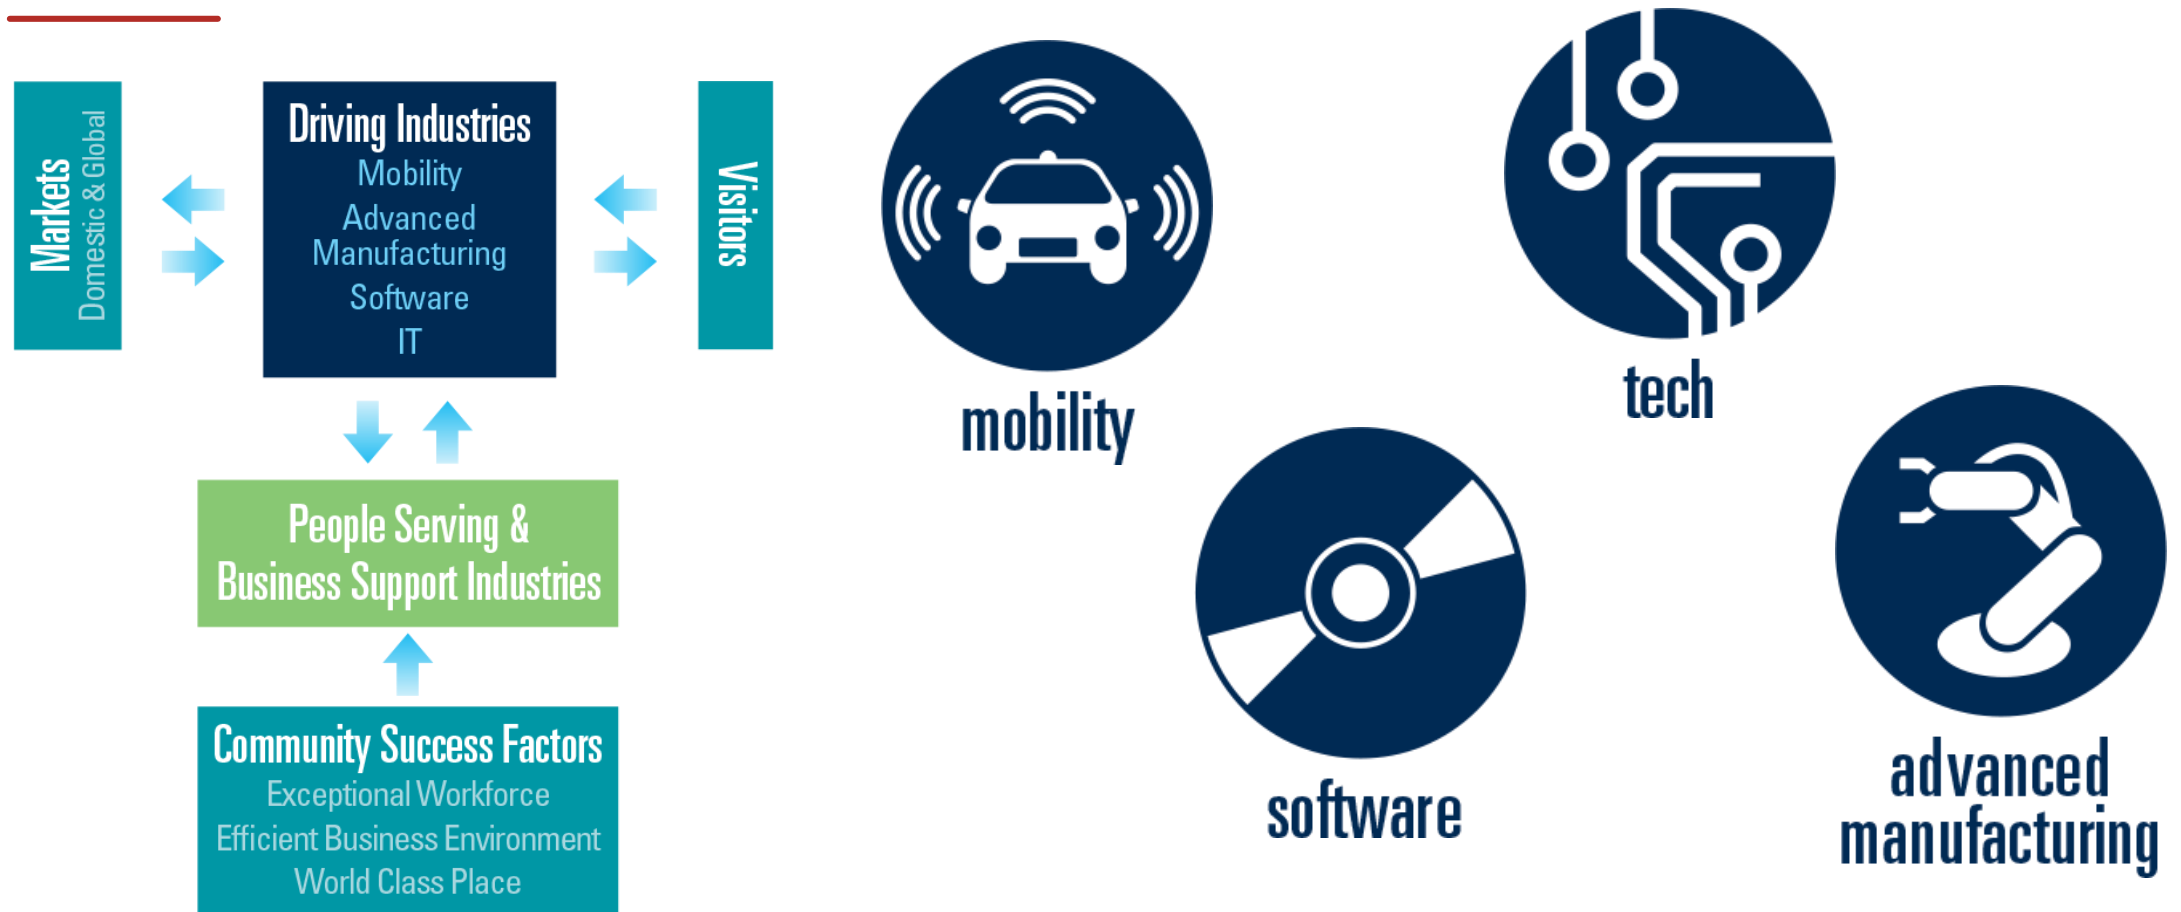 Markets
Domestic & Global
Driving Industries
Mobility
Advanced
Manufacturing
Software
IT
Visitors
People Serving &
Business Support Industries
Community Success Factors
Exceptional Workforce
Efficient Business Environment
World Class Place
mobility
tech
software
advanced
manufacturing